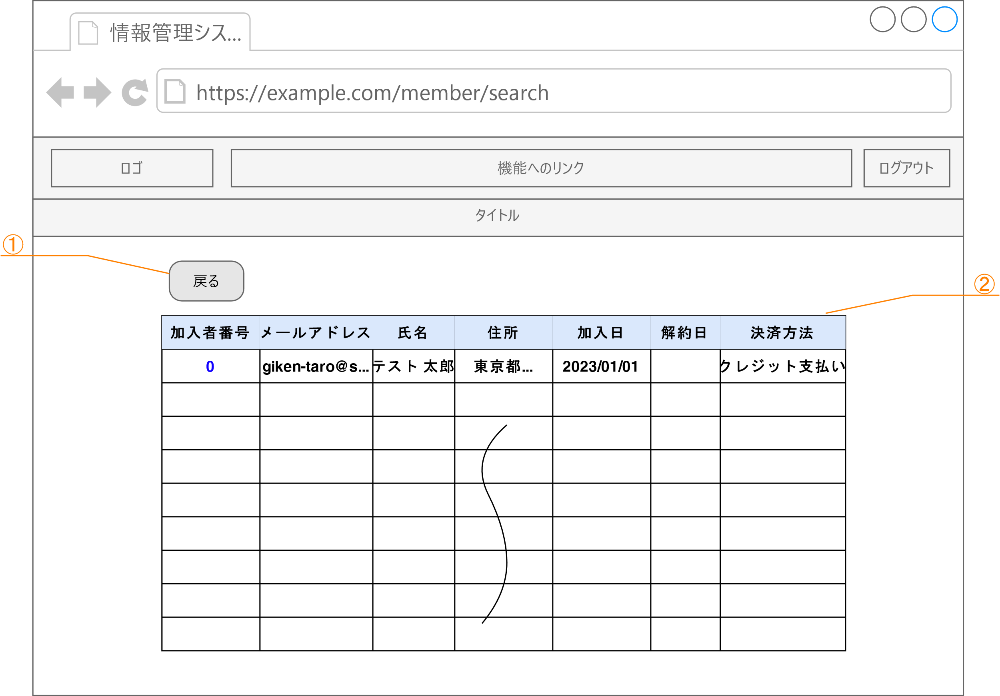 情報管理シス...
https://example.com/member/search
ロゴ 機能へのリンク ログアウト
タイトル
①
戻る
②
加入者番号 メールアドレス 氏名 住所 加入日 解約日 決済方法
0 giken-taro@s... テスト 太郎 東京都... 2023/01/01 クレジット支払い